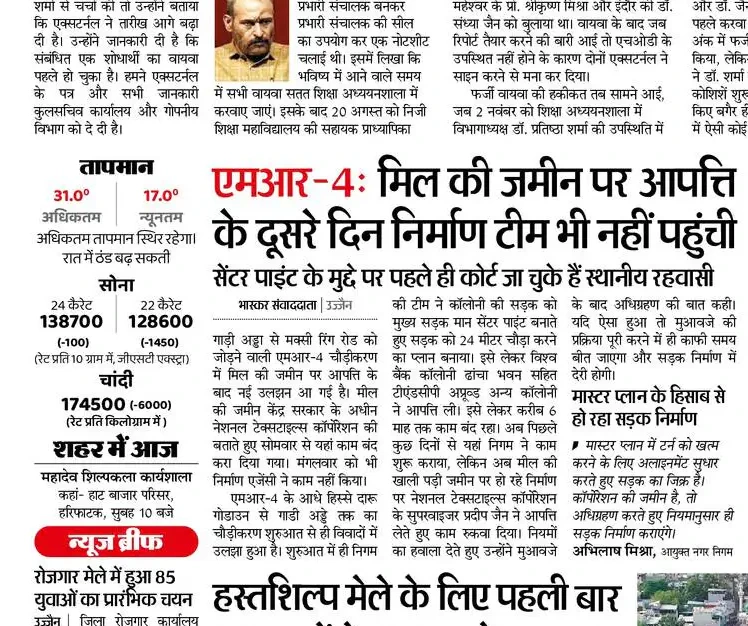 शर्मा से चर्चा की तो उन्होंने बताया
कि एक्सटर्नल ने तारीख आगे बढ़ा
दी है। उन्होंने जानकारी दी है कि
संबंधित एक शोधार्थी का वायवा
पहले हो चुका है। हमने एक्सटर्नल
के पत्र और सभी जानकारी
कुलसचिव कार्यालय और गोपनीय
विभाग को दे दी है।
प्रभारी संचालक बनकर
प्रभारी संचालक की सील
का उपयोग कर एक नोटशीट
चलाई थी। इसमें लिखा कि
भविष्य में आने वाले समय
में सभी वायवा सतत शिक्षा अध्ययनशाला में
करवाए जाएं। इसके बाद 20 अगस्त को निजी
शिक्षा महाविद्यालय की सहायक प्राध्यापिका
महेश्वर के प्रो. श्रीकृष्ण मिश्रा और इंदौर की डॉ.
संध्या जैन को बुलाया था। वायवा के बाद जब
रिपोर्ट तैयार करने की बारी आई तो एचओडी के
उपस्थित नहीं होने के कारण दोनों एक्सटर्नल ने
साइन करने से मना कर दिया।
फर्जी वायवा की हकीकत तब सामने आई,
जब 2 नवंबर को शिक्षा अध्ययनशाला में
विभागाध्यक्ष डॉ. प्रतिष्ठा शर्मा की उपस्थिति में
और डॉ. जैन
पहले करवा
अंक में फर्ज
किया, लेकि
ने डॉ. शर्मा
कोशिशें शुरू
किए बगैर ही
में ऐसी कोई
तापमान
31.0º 17.0º
अधिकतम न्यूनतम
अधिकतम तापमान स्थिर रहेगा।
रात में ठंड बढ़ सकती
सोना
24 कैरेट 22 कैरेट
138700 128600
(-100) (-1450)
(रेट प्रति 10 ग्राम में, जीएसटी एक्स्ट्रा)
चांदी
174500 (-6000)
(रेट प्रति किलोग्राम में )
शहर में आज
महादेव शिल्पकला कार्यशाला
कहां- हाट बाजार परिसर,
हरिफाटक, सुबह 10 बजे
न्यूज ब्रीफ
रोजगार मेले में हुआ 85
युवाओं का प्रारंभिक चयन
उज्जैन | जिला रोजगार कार्यालय
एमआर-4: मिल की जमीन पर आपत्ति
के दूसरे दिन निर्माण टीम भी नहीं पहुंची
सेंटर पाइंट के मुद्दे पर पहले ही कोर्ट जा चुके हैं स्थानीय रहवासी
भास्कर संवाददाता | उज्जैन
गाड़ी अड्डा से मक्सी रिंग रोड को
जोड़ने वाली एमआर-4 चौड़ीकरण
में मिल की जमीन पर आपत्ति के
बाद नई उलझन आ गई है। मील
की जमीन केंद्र सरकार के अधीन
नेशनल टेक्सटाइल्स कॉर्पोरेशन की
बताते हुए सोमवार से यहां काम बंद
करा दिया गया। मंगलवार को भी
निर्माण एजेंसी ने काम नहीं किया।
एमआर-4 के आधे हिस्से दारू
गोडाउन से गाडी अड्डे तक का
चौड़ीकरण शुरुआत से ही विवादों में
उलझा हुआ है। शुरुआत में ही निगम
की टीम ने कॉलोनी की सड़क को
मुख्य सड़क मान सेंटर पाइंट बनाते
हुए सड़क को 24 मीटर चौड़ा करने
का प्लान बनाया। इसे लेकर विश्व
बैंक कॉलोनी ढांचा भवन सहित
टीएंडसीपी अप्रूव्ड अन्य कॉलोनी
ने आपत्ति ली। इसे लेकर करीब 6
माह तक काम बंद रहा। अब पिछले
कुछ दिनों से यहां निगम ने काम
शुरू कराया, लेकिन अब मील की
खाली पड़ी जमीन पर हो रहे निर्माण
पर नेशनल टेक्सटाइल्स कॉर्पोरेशन
के सुपरवाइजर प्रदीप जैन ने आपत्ति
लेते हुए काम रुकवा दिया। नियमों
का हवाला देते हुए उन्होंने मुआवजे
के बाद अधिग्रहण की बात कही।
यदि ऐसा हुआ तो मुआवजे की
प्रक्रिया पूरी करने में ही काफी समय
बीत जाएगा और सड़क निर्माण में
देरी होगी।
मास्टर प्लान के हिसाब से
हो रहा सड़क निर्माण
मास्टर प्लान में टर्न को खत्म
करने के लिए अलाइनमेंट सुधार
करते हुए सड़क का जिक्र है।
कॉर्पोरेशन की जमीन है, तो
अधिग्रहण करते हुए नियमानुसार ही
सड़क निर्माण कराएंगे।
अभिलाष मिश्रा, आयुक्त नगर निगम
हस्तशिल्प मेले के लिए पहली बार